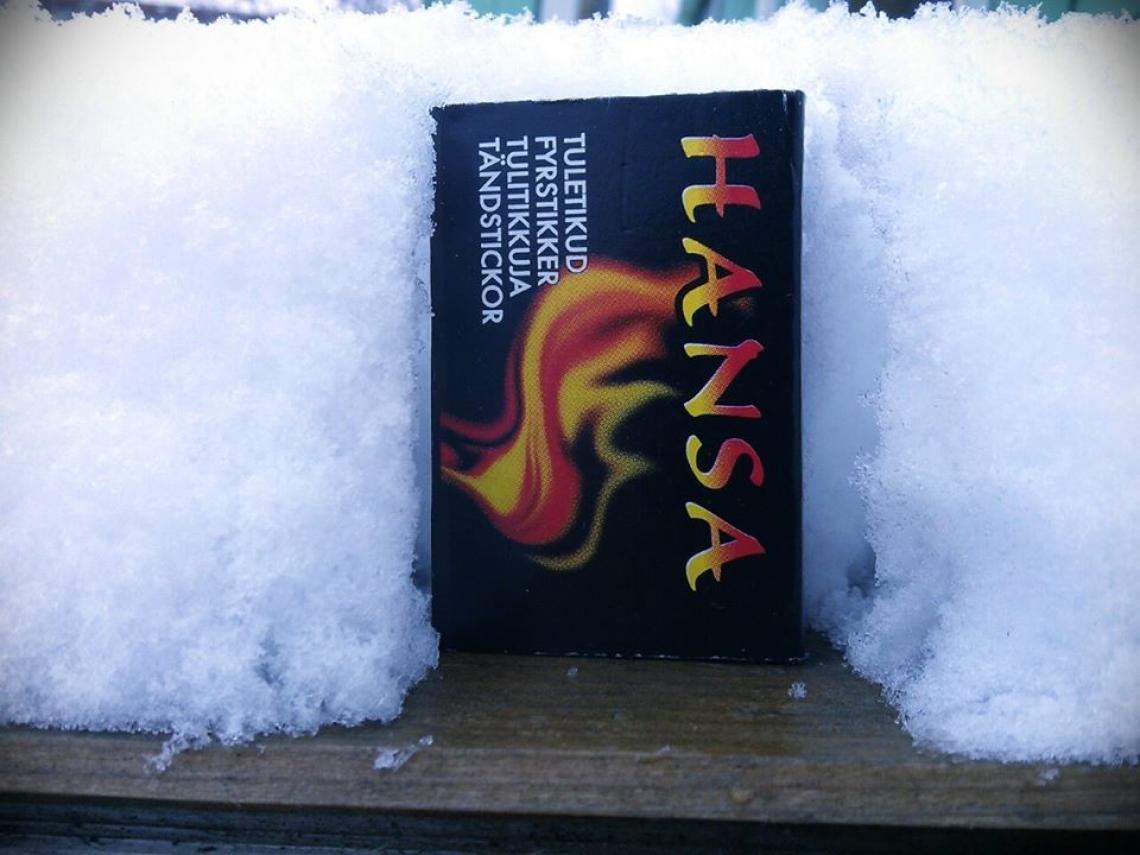 HANSA
TULETIKUD
FYRSTIKKER
TULITIKKUJA
TÄNDSTICKOR